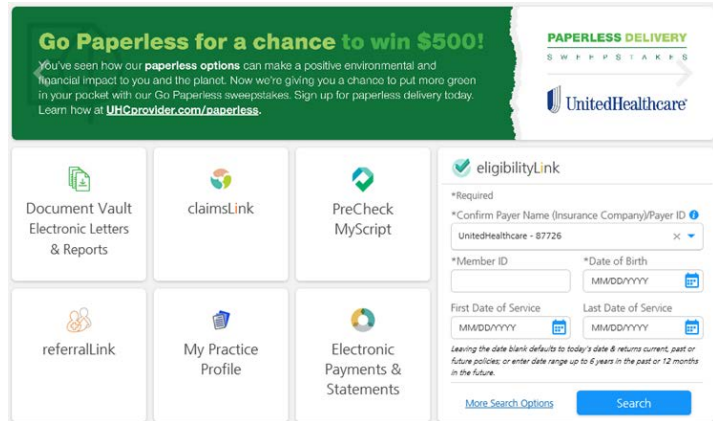 Go Paperless for a chance to win $500!
You've seen how our paperless options can make a positive environmental and
financial impact to you and the planet. Now we're giving you a chance to put more green
in your pocket with our Go Paperless sweepstakes. Sign up for paperless delivery today.
Learn how at UHCprovider.com/paperless.
PAPERLESS DELIVERY
SWEEPSTAKES
UnitedHealthcare
Document Vault
Electronic Letters
& Reports
claimsLink
PreCheck
MyScript
referralLink
My Practice
Profile
Electronic
Payments &
Statements
eligibilityLink
*Required
*Confirm Payer Name (Insurance Company)/Payer ID
UnitedHealthcare - 87726
*Member ID
*Date of Birth
MM/DD/YYYY
First Date of Service
Last Date of Service
MM/DD/YYYY
MM/DD/YYYY
Leaving the date blank defaults to today's date & returns current, past or
future policies; or enter date range up to 6 years in the past or 12 months
in the future.
More Search Options
Search